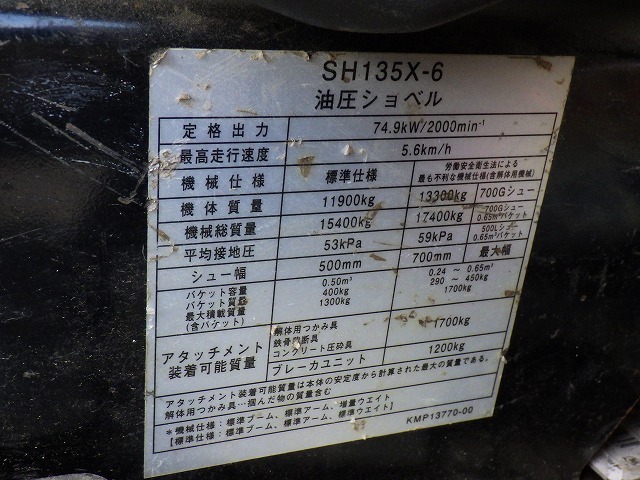 SH135X-6
油圧ショベル
定格出力 74.9kW/2000min⁻¹
最高走行速度 5.6km/h
機械仕様 標準仕様 労働安全衛生法による
最も不利な機械仕様(含解体用機械)
機体質量 11900kg 13300kg 700Gシュー
機械総質量 15400kg 17400kg 700Gシュー
0.65m³バケット
平均接地圧 53kPa 59kPa 500Lシュー
0.65m³バケット
シュー幅 500mm 700mm 最大幅
バケット容量 0.50m³ 0.24 ～ 0.65m³
バケット質量 400kg 290 ～ 450kg
最大積載質量 1300kg 1700kg
(含バケット)
アタッチメント
装着可能質量
解体用つかみ具
鉄骨切断具
コンクリート圧砕具
1700kg
ブレーカユニット 1200kg
アタッチメント装着可能質量は本体の安定度から計算された最大の質量である。
解体用つかみ具…掴んだ物の質量含む
*機械仕様：標準ブーム、標準アーム、増量ウエイト
【標準仕様：標準ブーム、標準アーム、標準ウエイト】
KMP13770-00